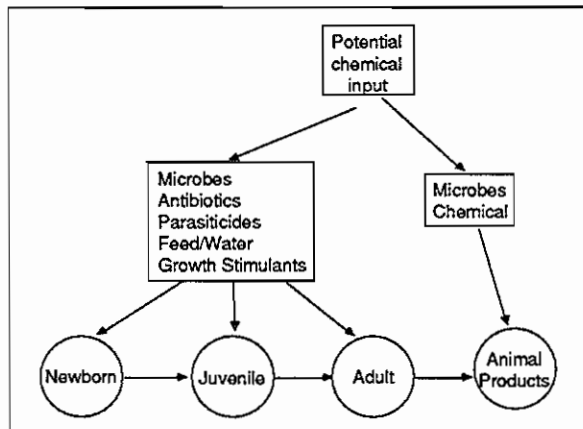 Potential
chemical
input
Microbes
Antibiotics
Parasiticides
Feed/Water
Growth Stimulants
Microbes
Chemical
Newborn
Juvenile
Adult
Animal
Products